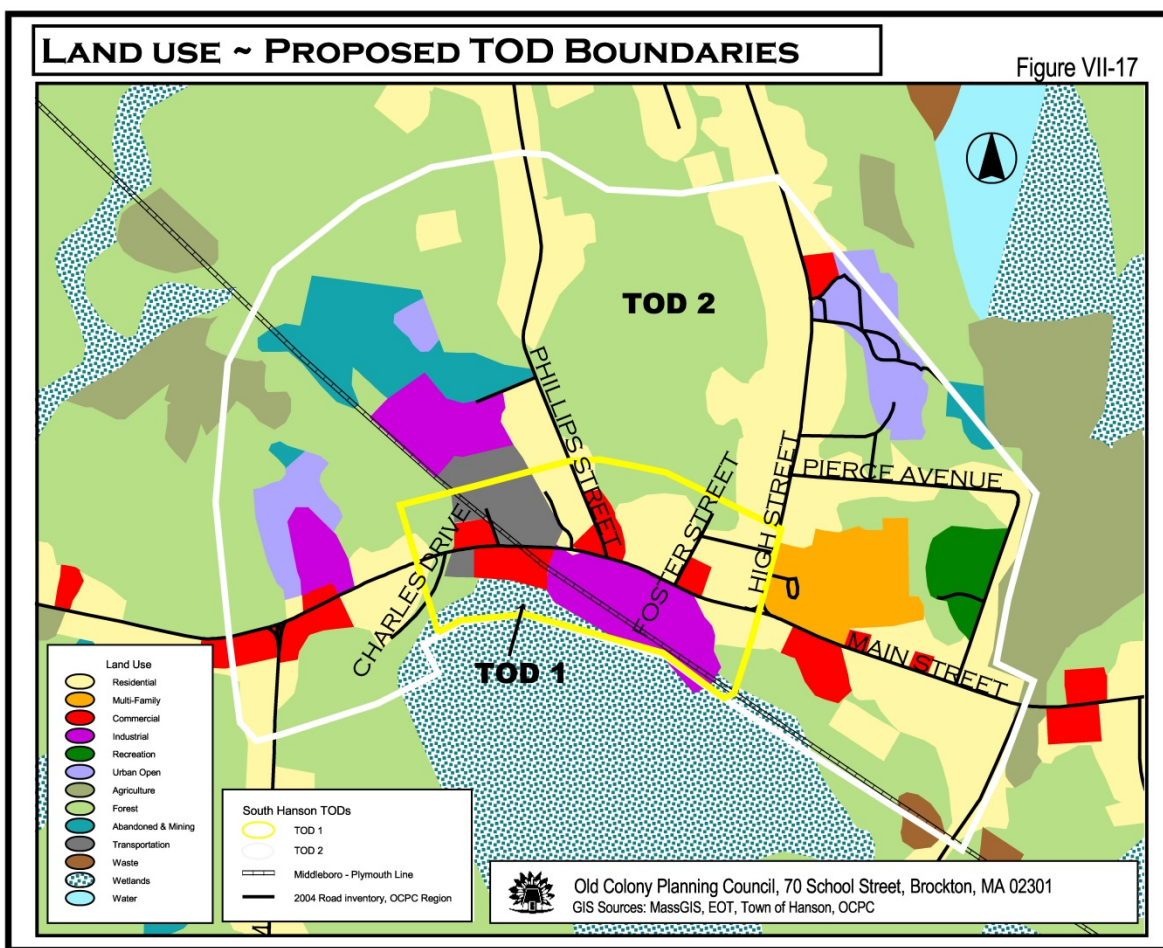 LAND USE ~ PROPOSED TOD BOUNDARIES
Figure VII-17
TOD 2
PHILLIPS STREET
FOSTER STREET
HIGH STREET
PIERCE AVENUE
CHARLES DRIVE
MAIN STREET
TOD 1
Land Use
Residential
Multi-Family
Commercial
Industrial
Recreation
Urban Open
Agriculture
Forest
Abandoned & Mining
Transportation
Waste
Wetlands
Water
South Hanson TODs
TOD 1
TOD 2
Middleboro - Plymouth Line
2004 Road inventory, OCPC Region
Old Colony Planning Council, 70 School Street, Brockton, MA 02301
GIS Sources: MassGIS, EOT, Town of Hanson, OCPC